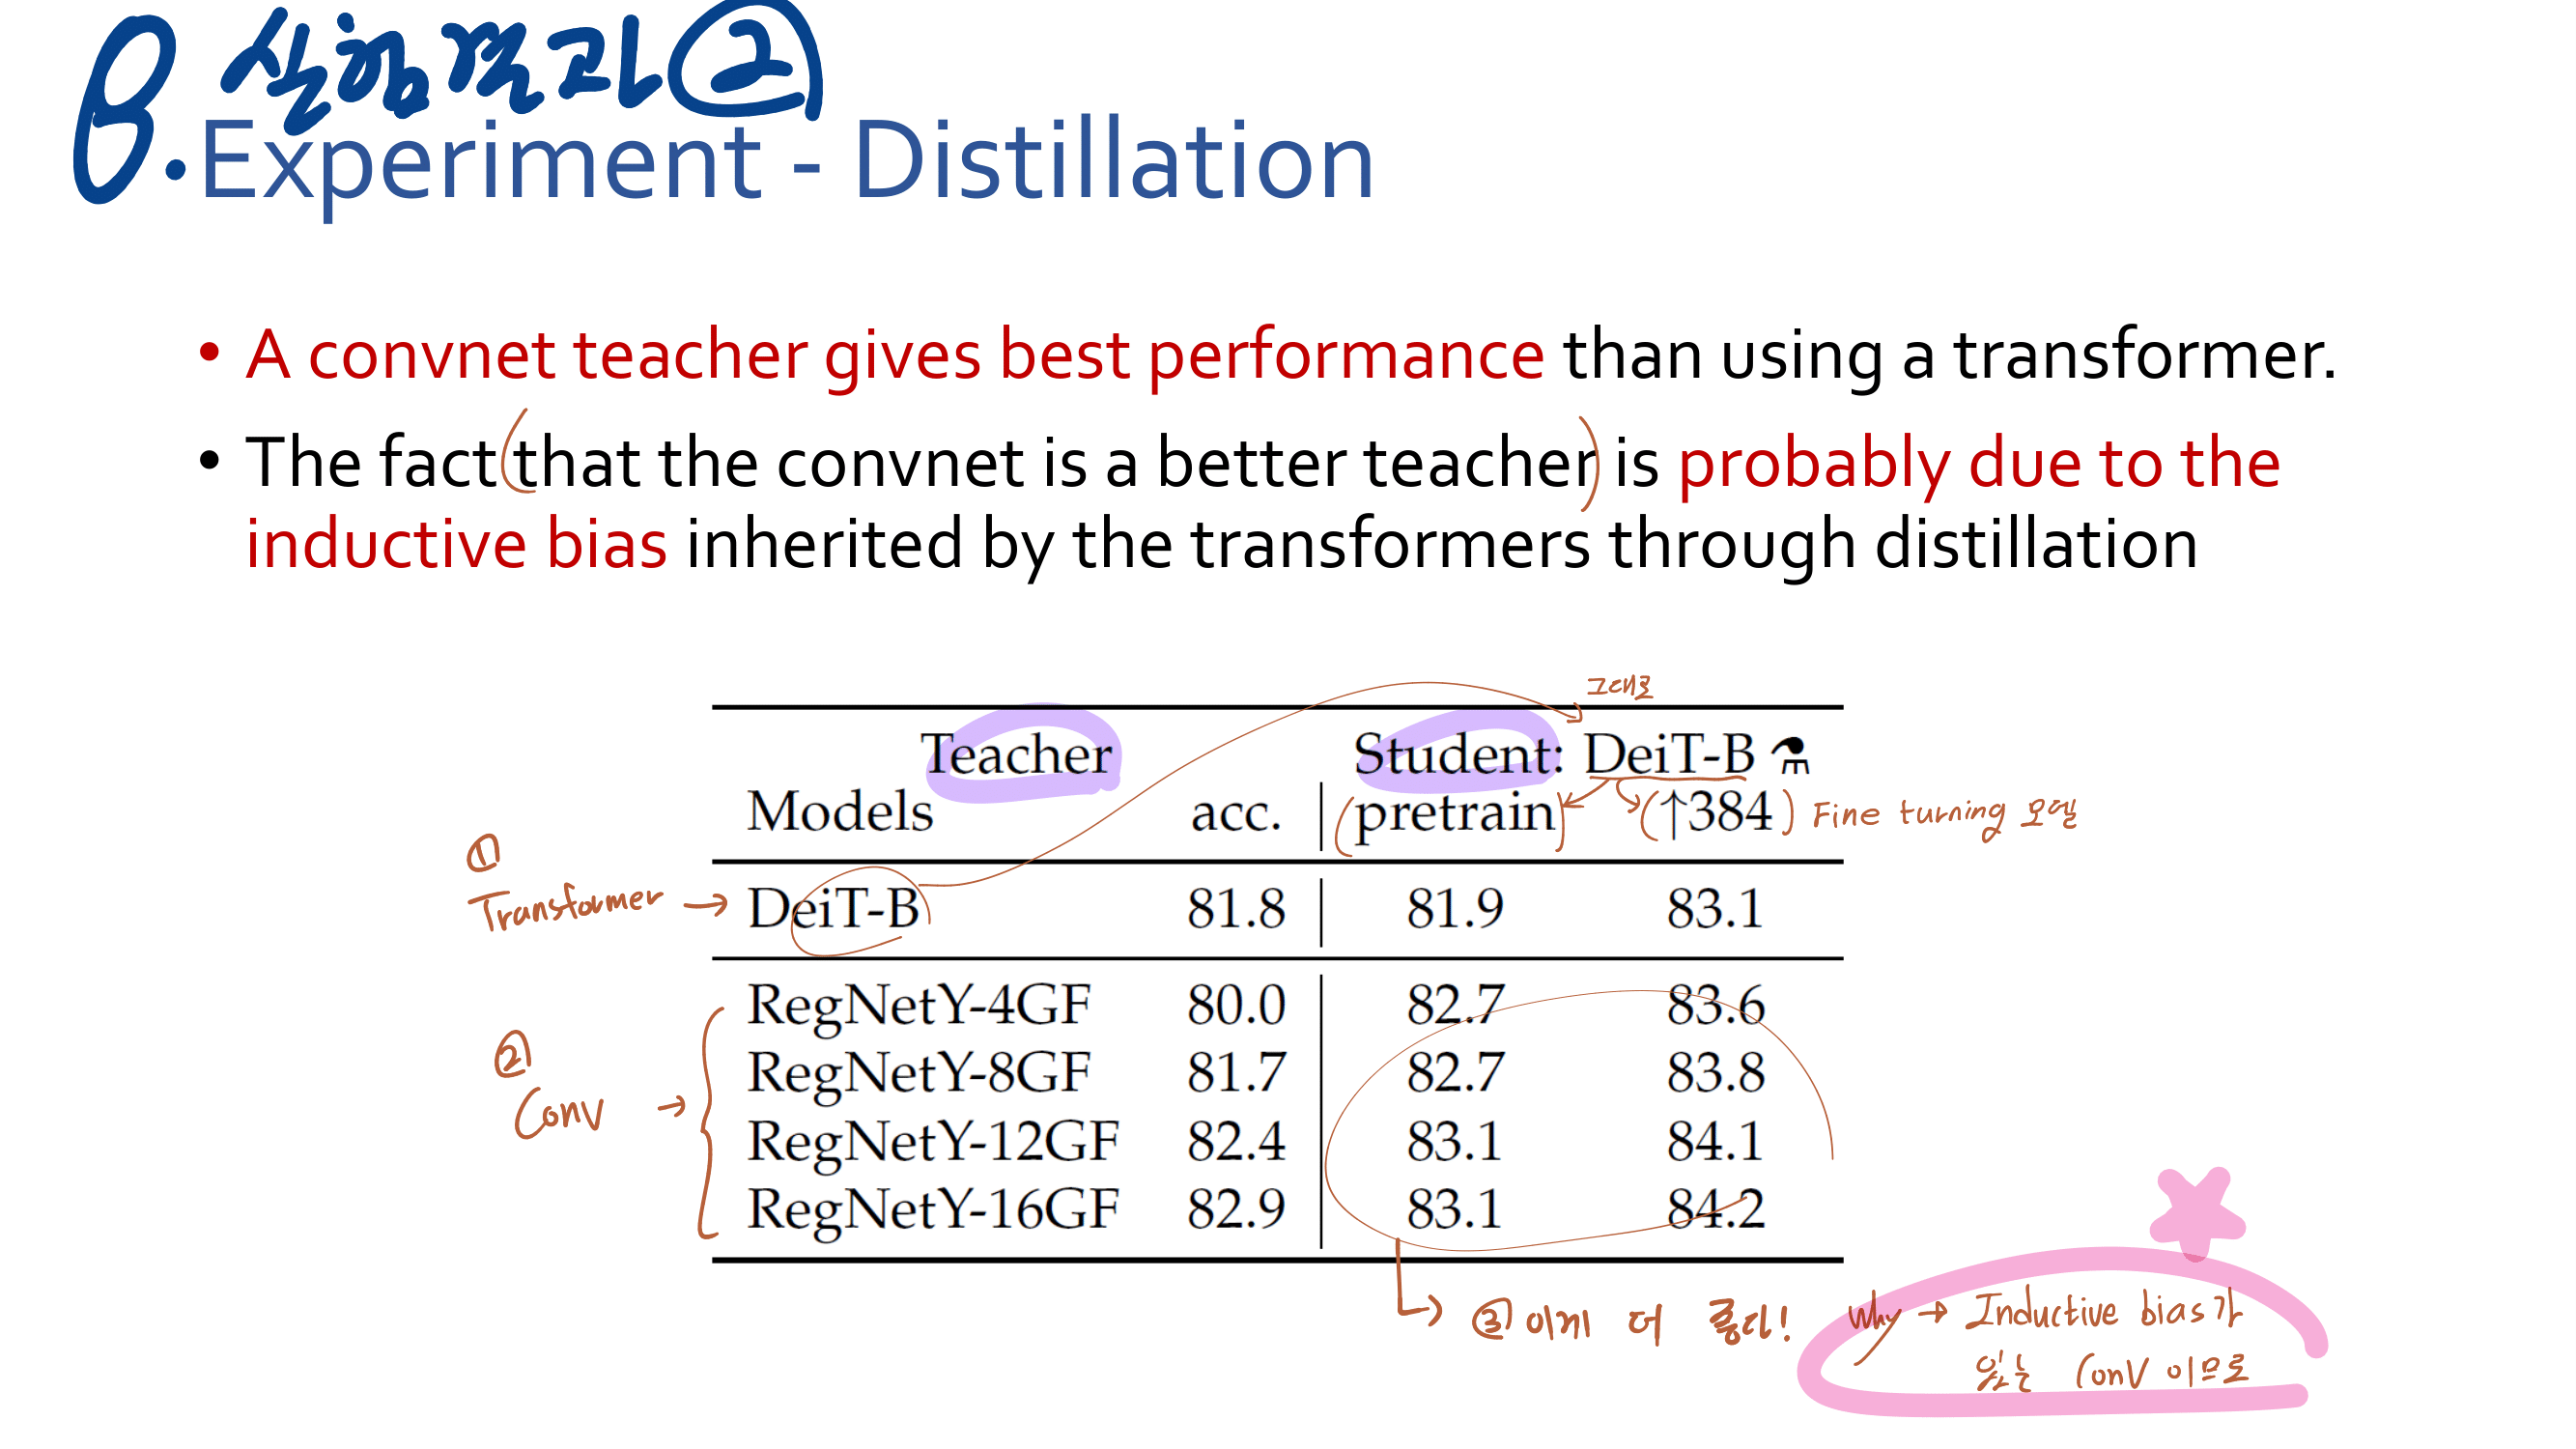 8. 실험 결과 ②
Experiment - Distillation
• A convnet teacher gives best performance than using a transformer.
• The fact (that the convnet is a better teacher) is probably due to the
inductive bias inherited by the transformers through distillation
그대로
Teacher Student: DeiT-B ⚗
Models acc. (pretrain) (↑384) Fine turning 모델
①
Transformer → DeiT-B 81.8 81.9 83.1
RegNetY-4GF 80.0 82.7 83.6
②
RegNetY-8GF 81.7 82.7 83.8
Conv →
RegNetY-12GF 82.4 83.1 84.1
RegNetY-16GF 82.9 83.1 84.2
③ 이게 더 좋다! Why → Inductive bias가
있는 Conv 이므로